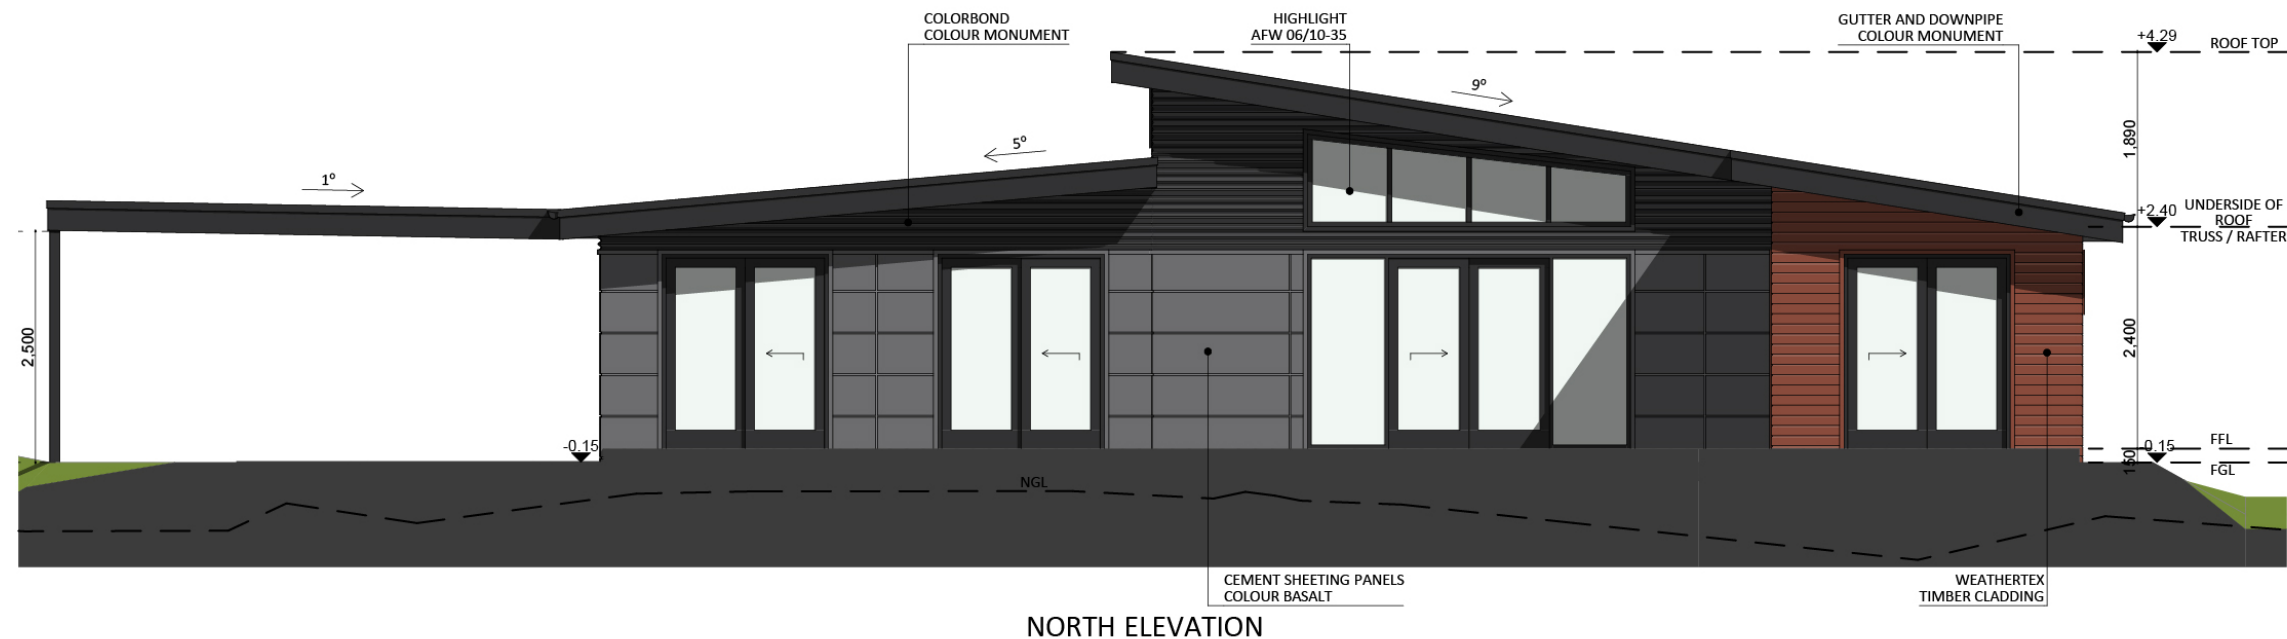 COLORBOND
COLOUR MONUMENT
HIGHLIGHT
AFW 06/10-35
GUTTER AND DOWNPIPE
COLOUR MONUMENT
+4.29
ROOF TOP
9°
5°
1°
1,890
+2.40
UNDERSIDE OF
ROOF
TRUSS / RAFTER
2,500
2,400
-0.15
-0.15
FFL
150
FGL
NGL
CEMENT SHEETING PANELS
COLOUR BASALT
WEATHERTEX
TIMBER CLADDING
NORTH ELEVATION